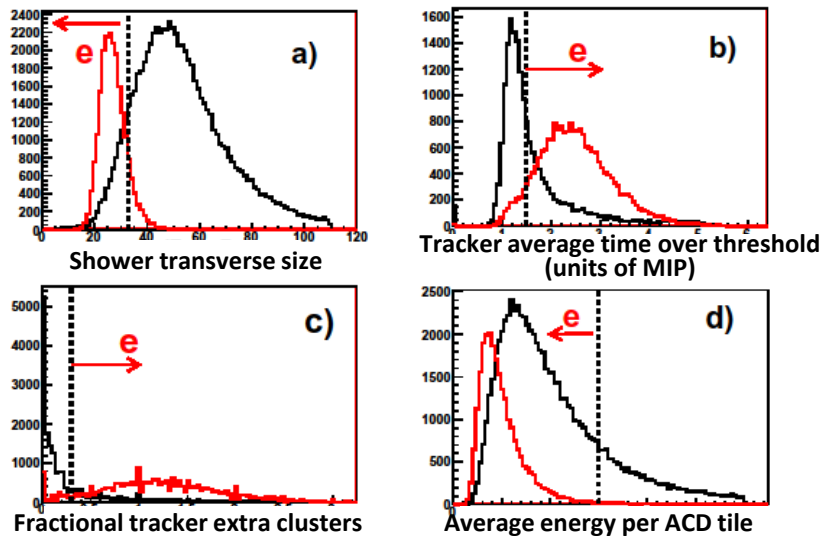 2400
2200
2000
1800
1600
1400
1200
1000
800
600
400
200
0
e
a)
0 20 40 60 80 100 120
Shower transverse size
1600
1400
1200
1000
800
600
400
200
0
e
b)
Tracker average time over threshold
(units of MIP)
5000
4000
3000
2000
1000
0
e
c)
Fractional tracker extra clusters
2500
2000
1500
1000
500
0
e
d)
Average energy per ACD tile